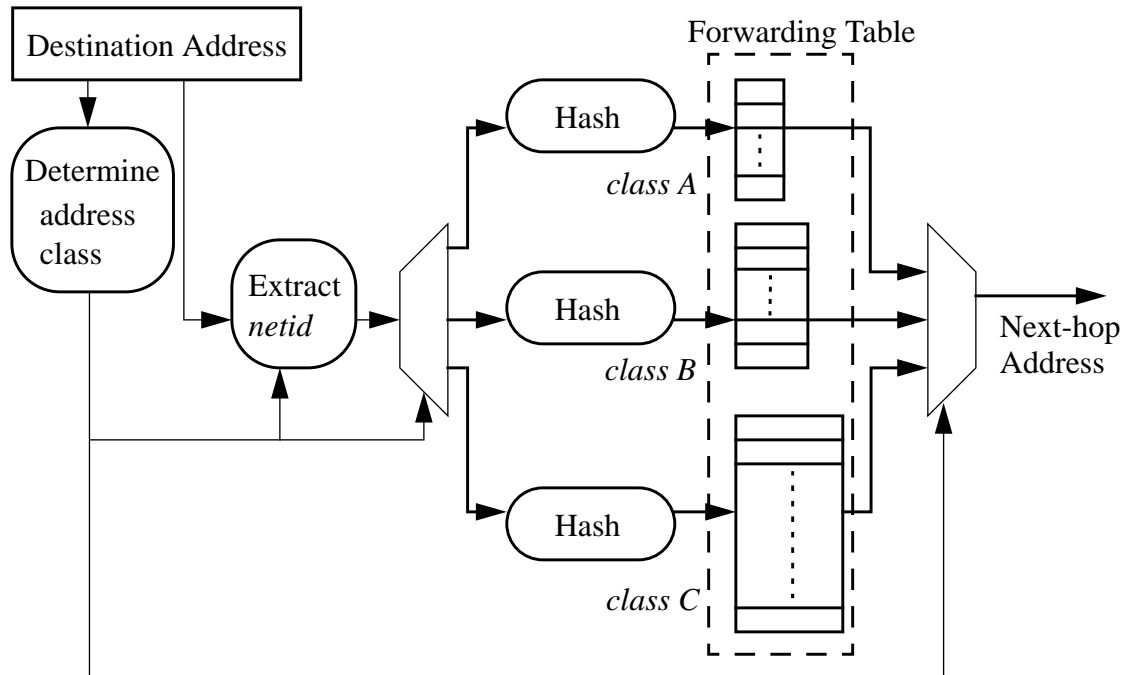 Destination Address
Forwarding Table
Hash
class A
Determine
address
class
Extract
netid
Hash
class B
Next-hop
Address
Hash
class C